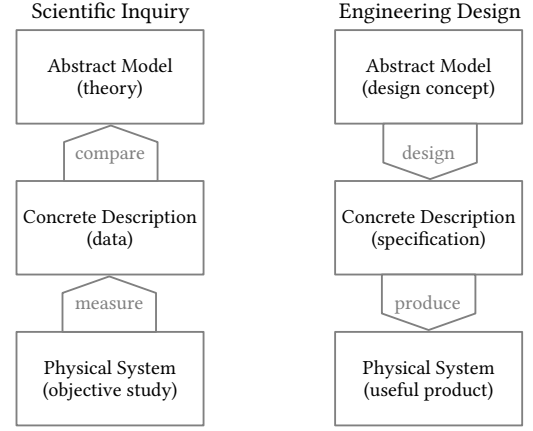 Scientific Inquiry
Abstract Model
(theory)
compare
Concrete Description
(data)
measure
Physical System
(objective study)
Engineering Design
Abstract Model
(design concept)
design
Concrete Description
(specification)
produce
Physical System
(useful product)